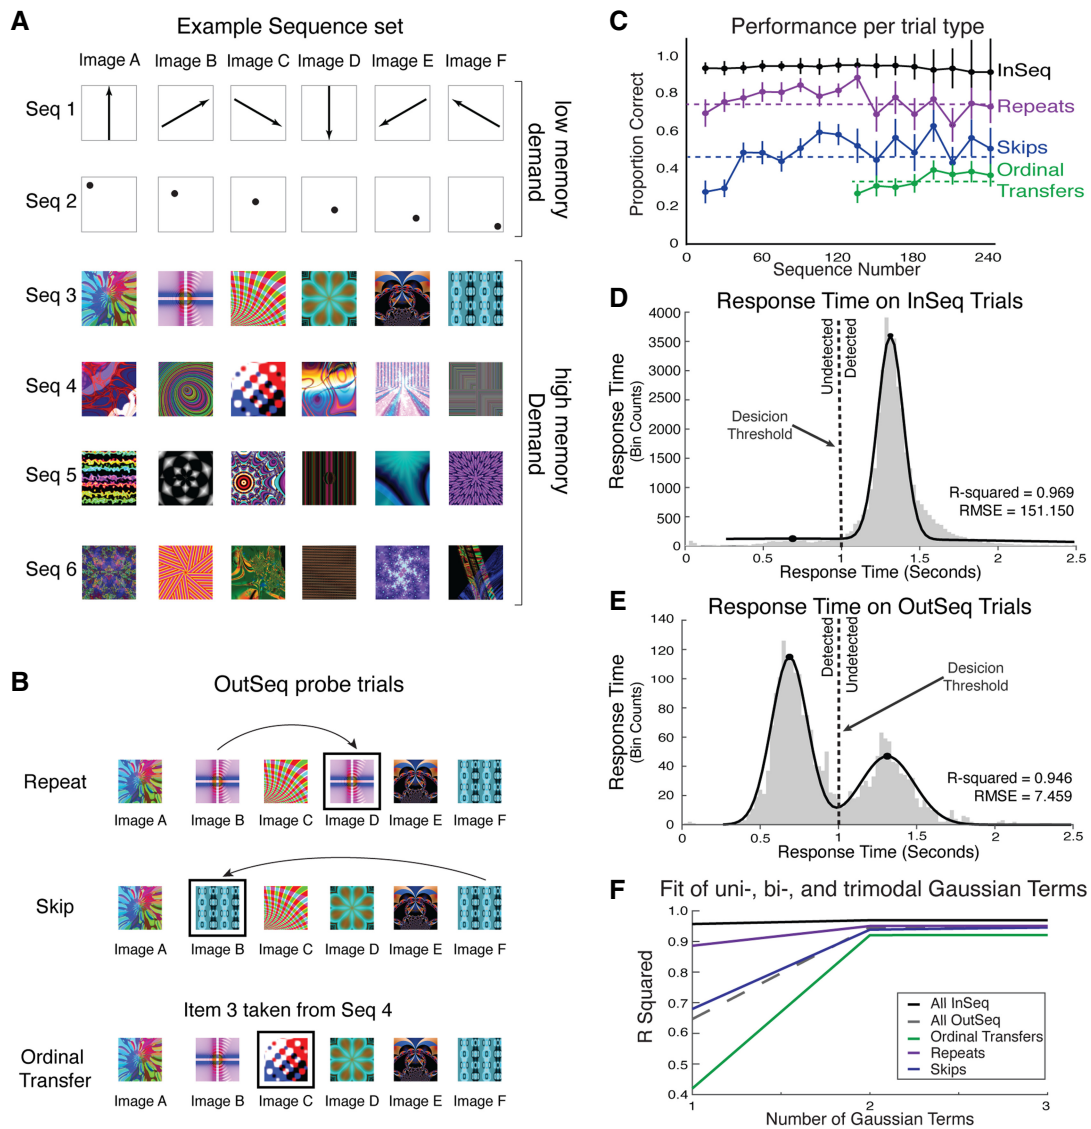 A
Example Sequence set
Image A Image B Image C Image D Image E Image F
Seq 1
Seq 2
low memory
demand
Seq 3
Seq 4
Seq 5
Seq 6
high memory
Demand
B
OutSeq probe trials
Repeat
Image A Image B Image C Image D Image E Image F
Skip
Image A Image B Image C Image D Image E Image F
Item 3 taken from Seq 4
Ordinal
Transfer
Image A Image B Image C Image D Image E Image F
C
Performance per trial type
Proportion Correct
1.0
0.8
0.6
0.4
0.2
0
InSeq
Repeats
Skips
Ordinal
Transfers
0 60 120 180 240
Sequence Number
D
Response Time on InSeq Trials
Response Time
(Bin Counts)
4000
3500
3000
2500
2000
1500
1000
500
0
Undetected
Detected
Desicion
Threshold
R-squared = 0.969
RMSE = 151.150
0.5 1 1.5 2 2.5
Response Time (Seconds)
E
Response Time on OutSeq Trials
Response Time
(Bin Counts)
140
120
100
80
60
40
20
0
Detected
Undetected
Desicion
Threshold
R-squared = 0.946
RMSE = 7.459
0 0.5 1 1.5 2 2.5
Response Time (Seconds)
F
Fit of uni-, bi-, and trimodal Gaussian Terms
R Squared
1.0
0.9
0.8
0.7
0.6
0.5
0.4
All InSeq
All OutSeq
Ordinal Transfers
Repeats
Skips
1 2 3
Number of Gaussian Terms